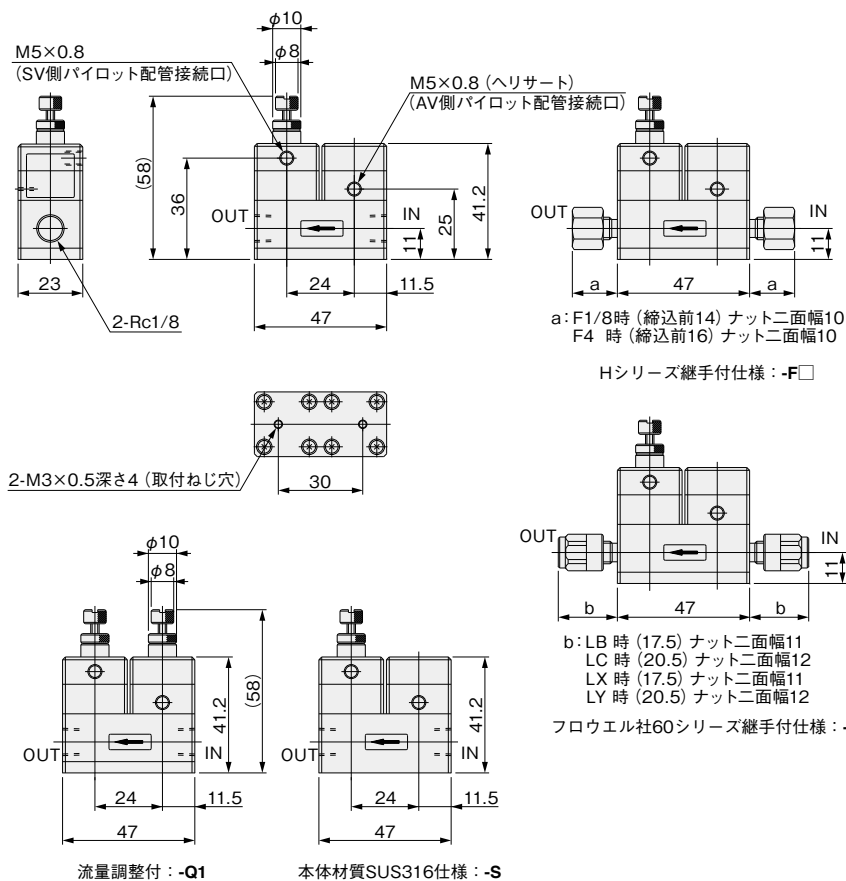 φ10
φ8
M5×0.8
(SV側パイロット配管接続口)
M5×0.8 (ヘリサート)
(AV側パイロット配管接続口)
(58)
36
OUT
IN
11
25
41.2
23
2-Rc1/8
24
11.5
47
OUT
IN
11
a
47
a
a:F1/8時 (締込前14) ナット二面幅10
F4 時 (締込前16) ナット二面幅10
Hシリーズ継手付仕様:-F□
2-M3×0.5深さ4 (取付ねじ穴)
30
OUT
IN
11
b
47
b
b:LB 時 (17.5) ナット二面幅11
LC 時 (20.5) ナット二面幅12
LX 時 (17.5) ナット二面幅11
LY 時 (20.5) ナット二面幅12
フロウエル社60シリーズ継手付仕様:-
φ10
φ8
41.2
(58)
OUT
IN
24
11.5
47
流量調整付:-Q1
41.2
OUT
IN
24
11.5
47
本体材質SUS316仕様:-S